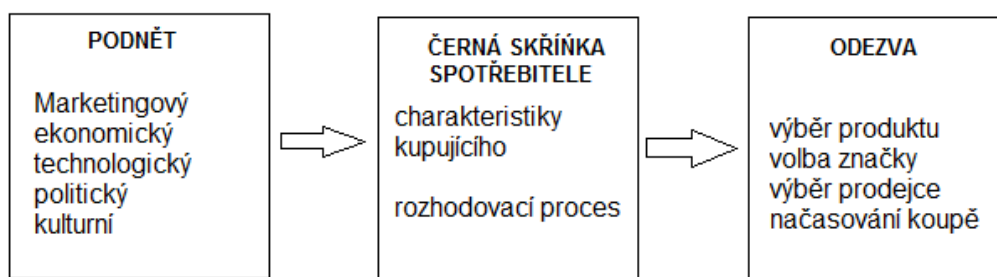 PODNĚT
Marketingový
ekonomický
technologický
politický
kulturní
ČERNÁ SKŘÍŇKA
SPOTŘEBITELE
charakteristiky
kupujícího
rozhodovací proces
ODEZVA
výběr produktu
volba značky
výběr prodejce
načasování koupě